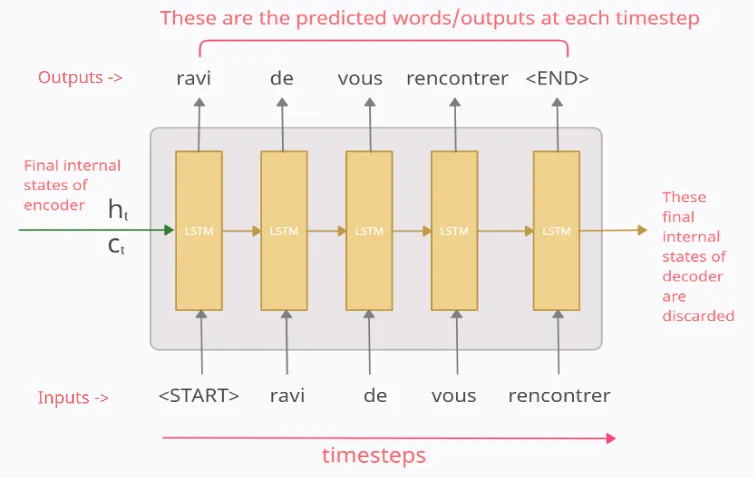 These are the predicted words/outputs at each timestep
Outputs -> ravi de vous rencontrer <END>
Final internal
states of
encoder
hₜ
cₜ
LSTM LSTM LSTM LSTM LSTM
These
final
internal
states of
decoder
are
discarded
Inputs -> <START> ravi de vous rencontrer
timesteps